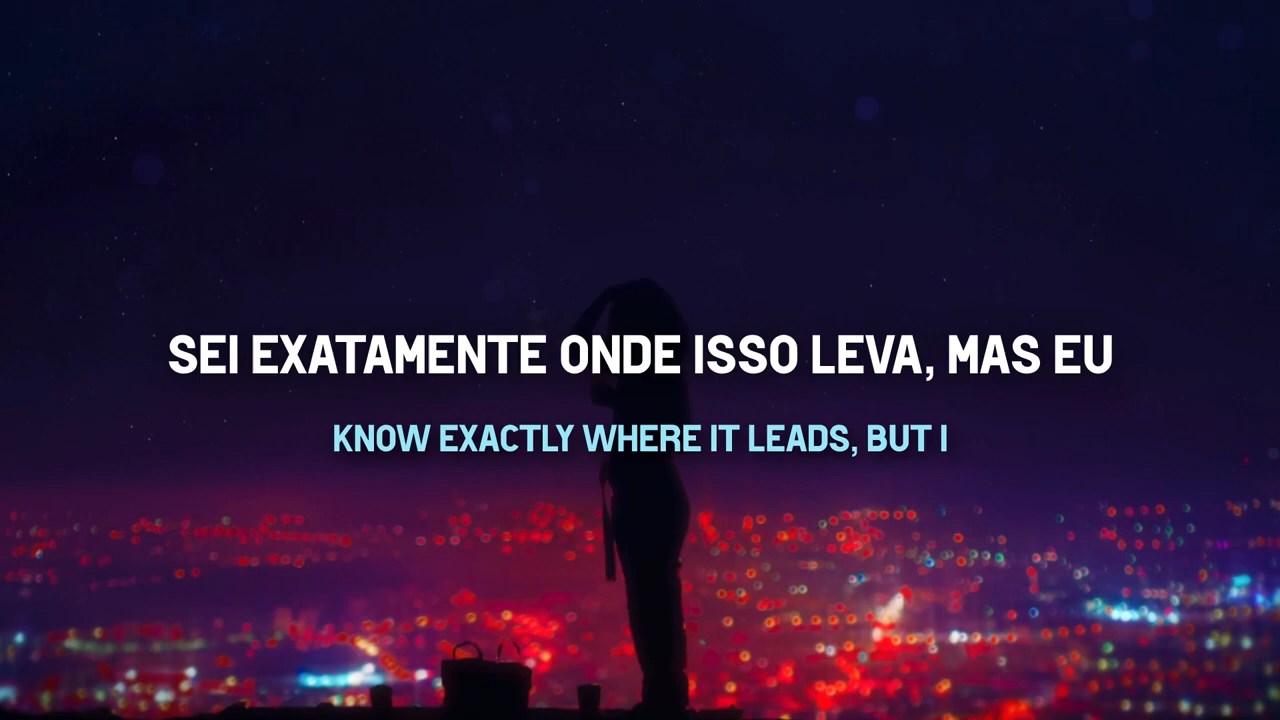 SEI EXATAMENTE ONDE ISSO LEVA, MAS EU
KNOW EXACTLY WHERE IT LEADS, BUT I